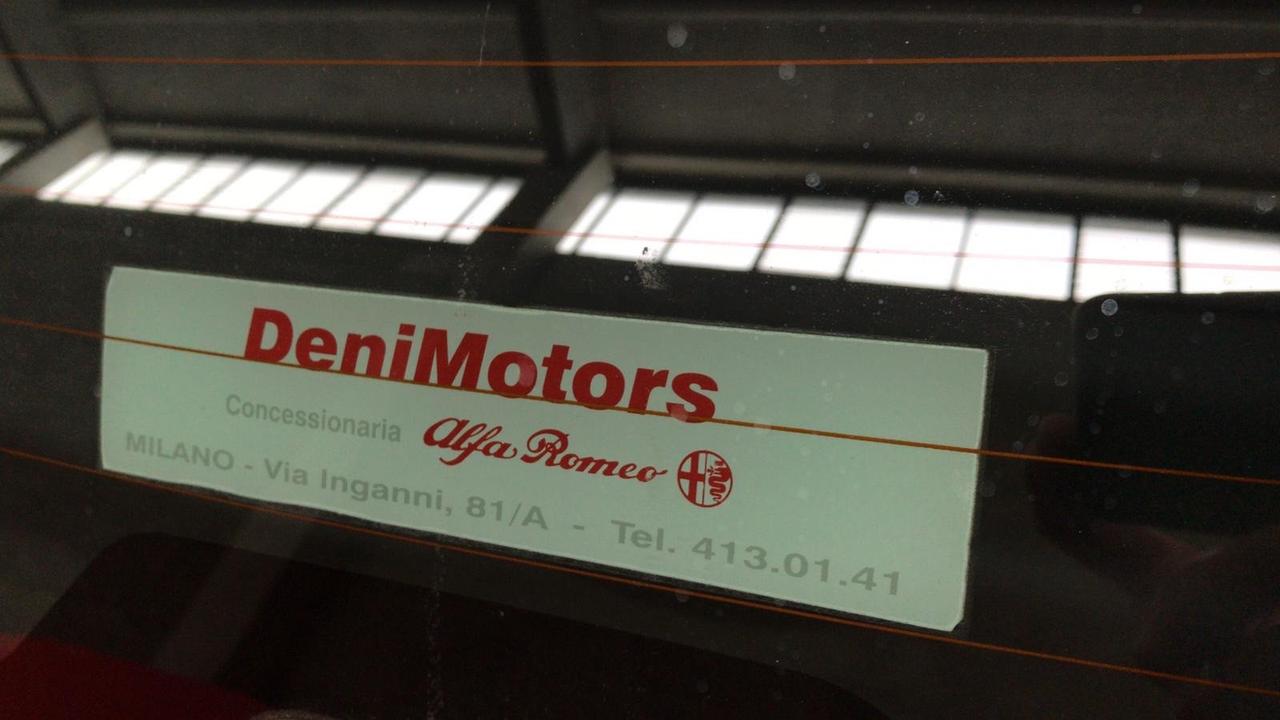 DeniMotors
Concessionaria Alfa Romeo
MILANO - Via Inganni, 81/A - Tel. 413.01.41